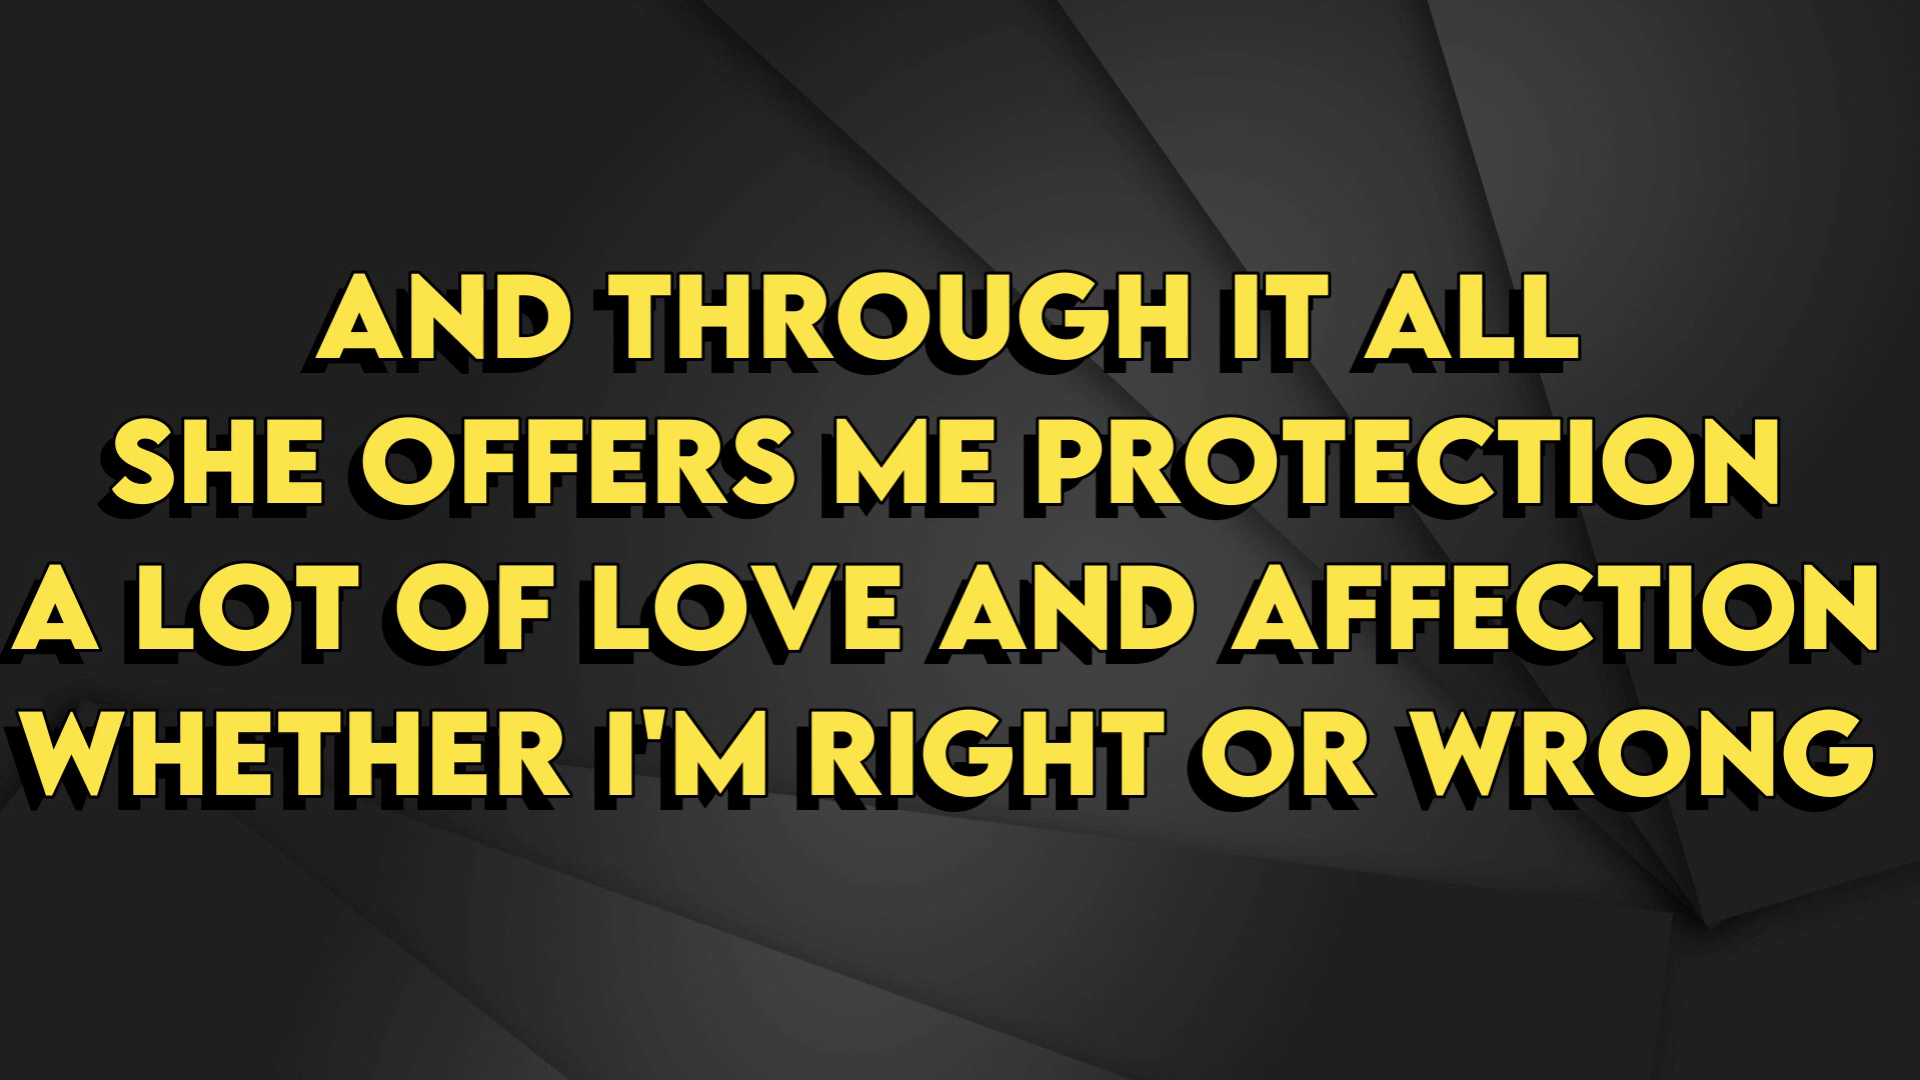 AND THROUGH IT ALL
SHE OFFERS ME PROTECTION
A LOT OF LOVE AND AFFECTION
WHETHER I'M RIGHT OR WRONG